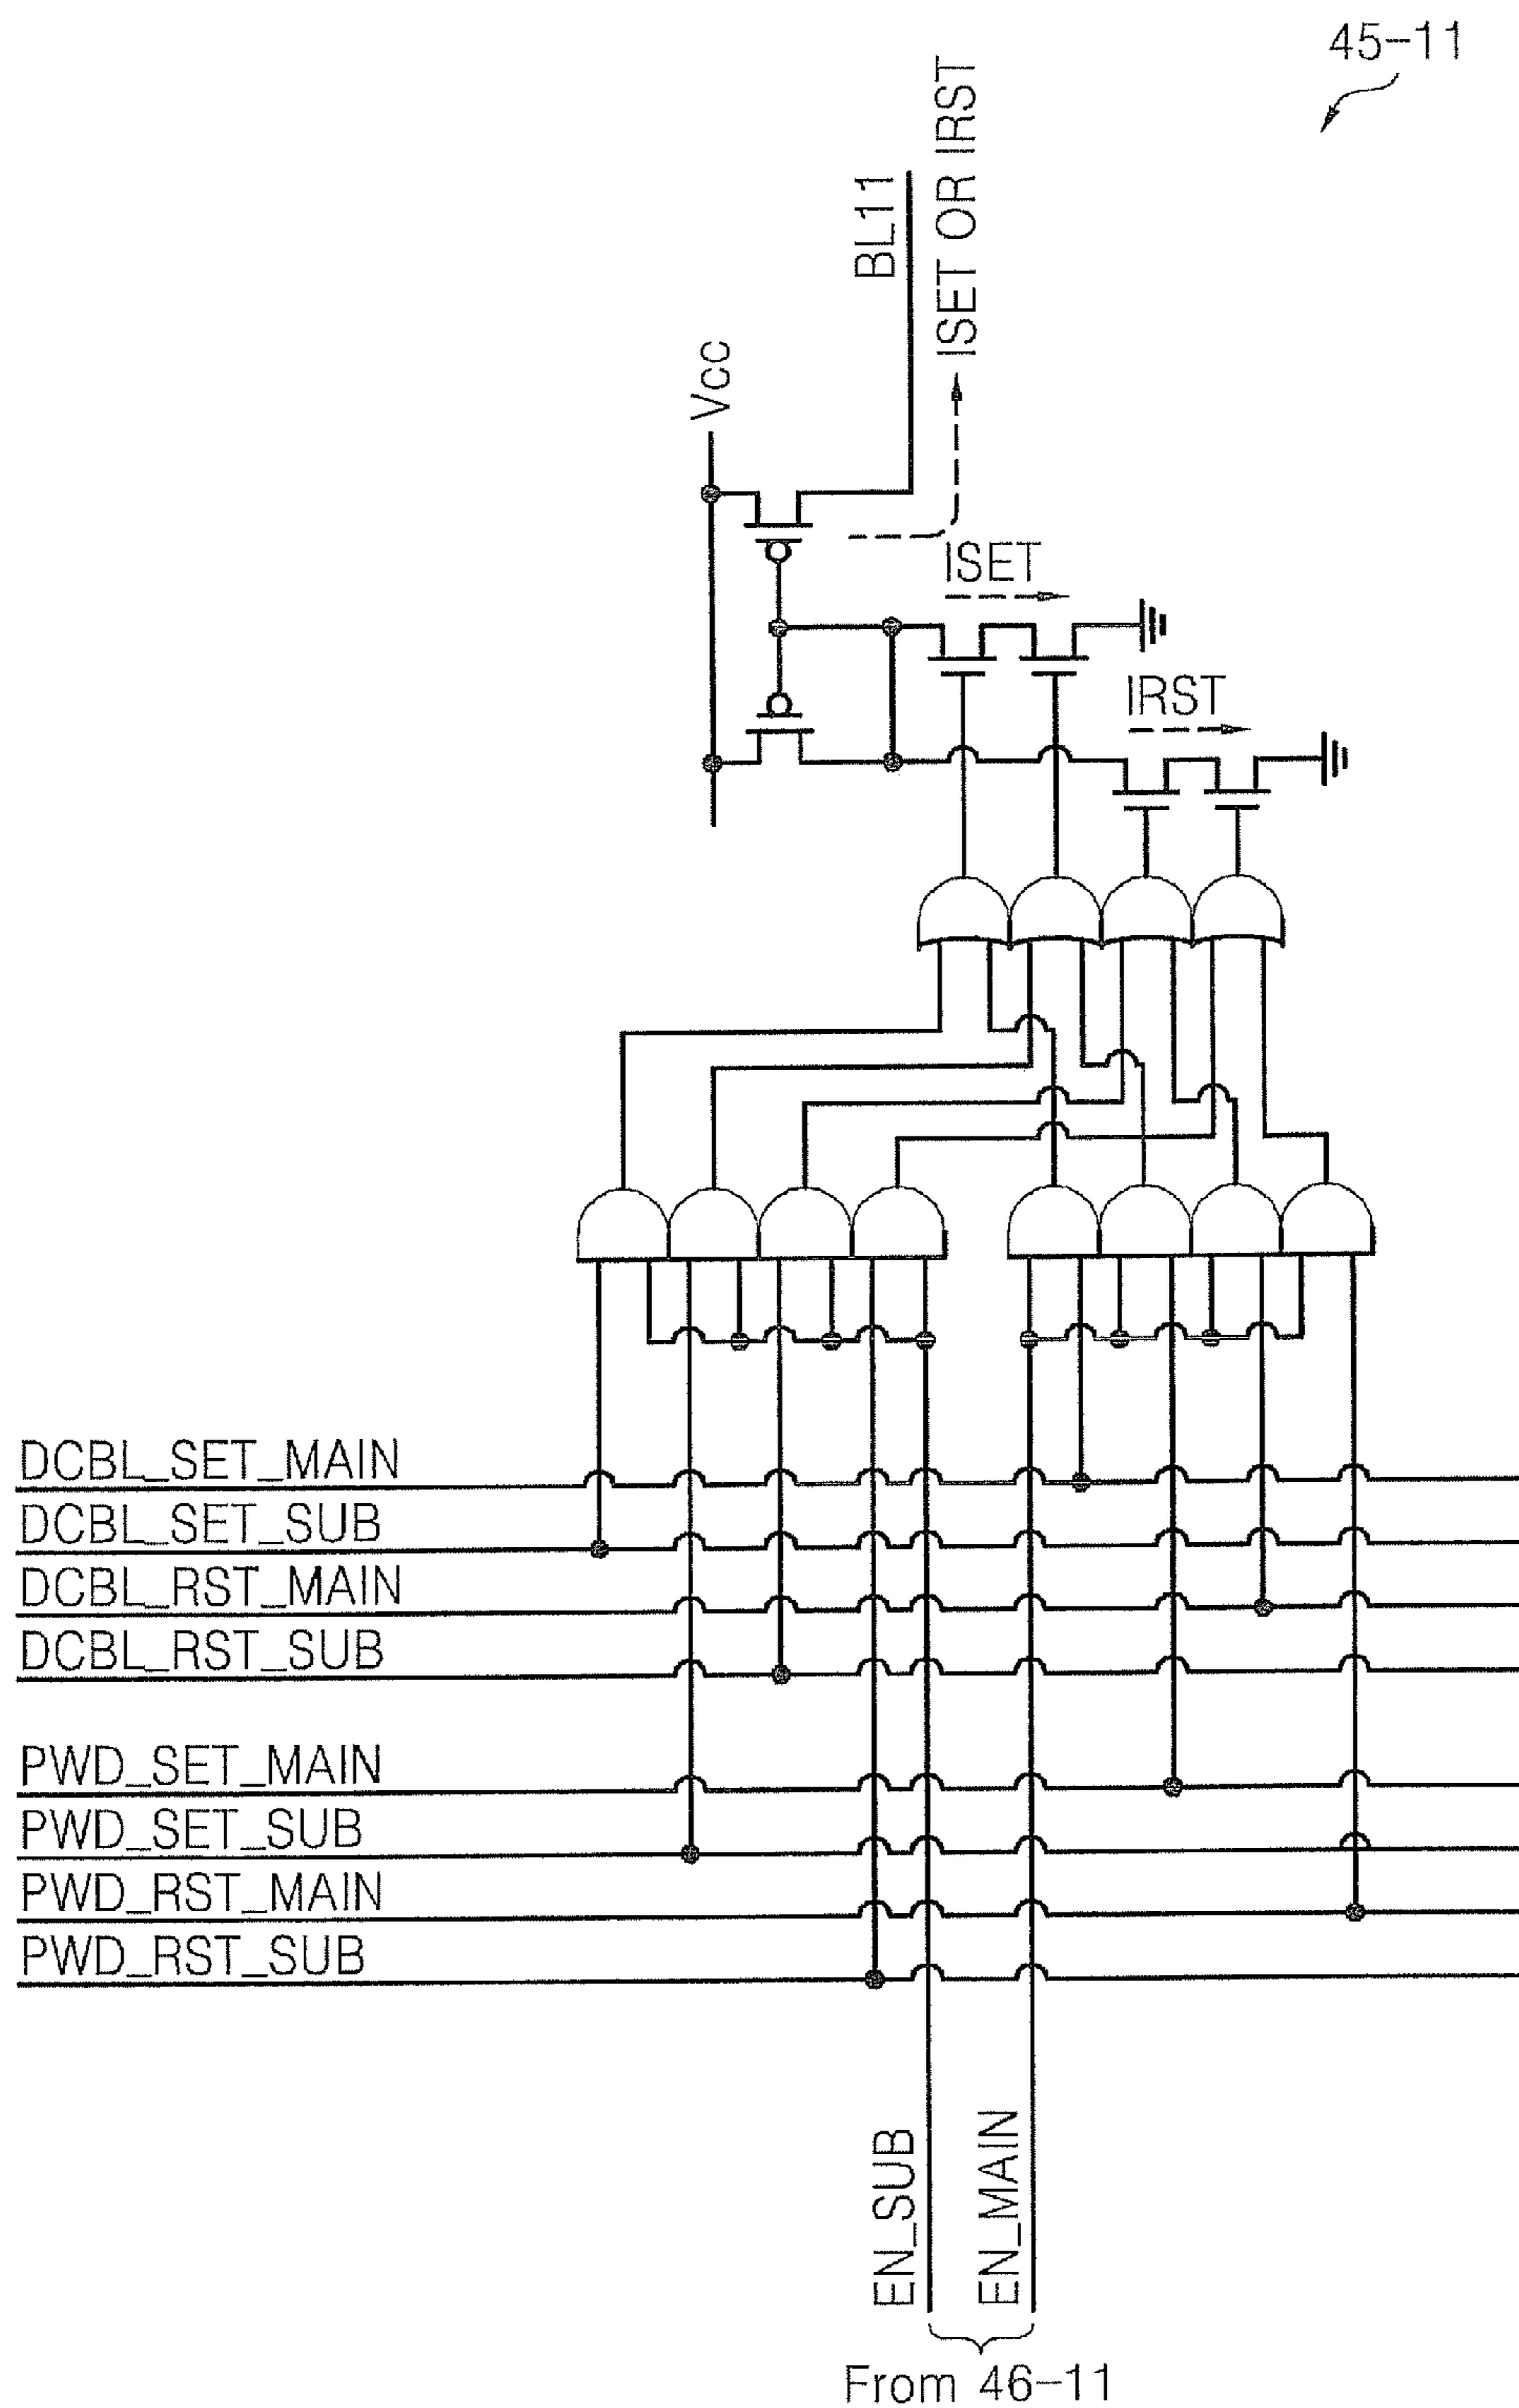 45-11
ISET OR IRST
BL11
Vcc
ISET
IRST
DCBL_SET_MAIN
DCBL_SET_SUB
DCBL_RST_MAIN
DCBL_RST_SUB
PWD_SET_MAIN
PWD_SET_SUB
PWD_RST_MAIN
PWD_RST_SUB
EN_SUB
EN_MAIN
From 46-11